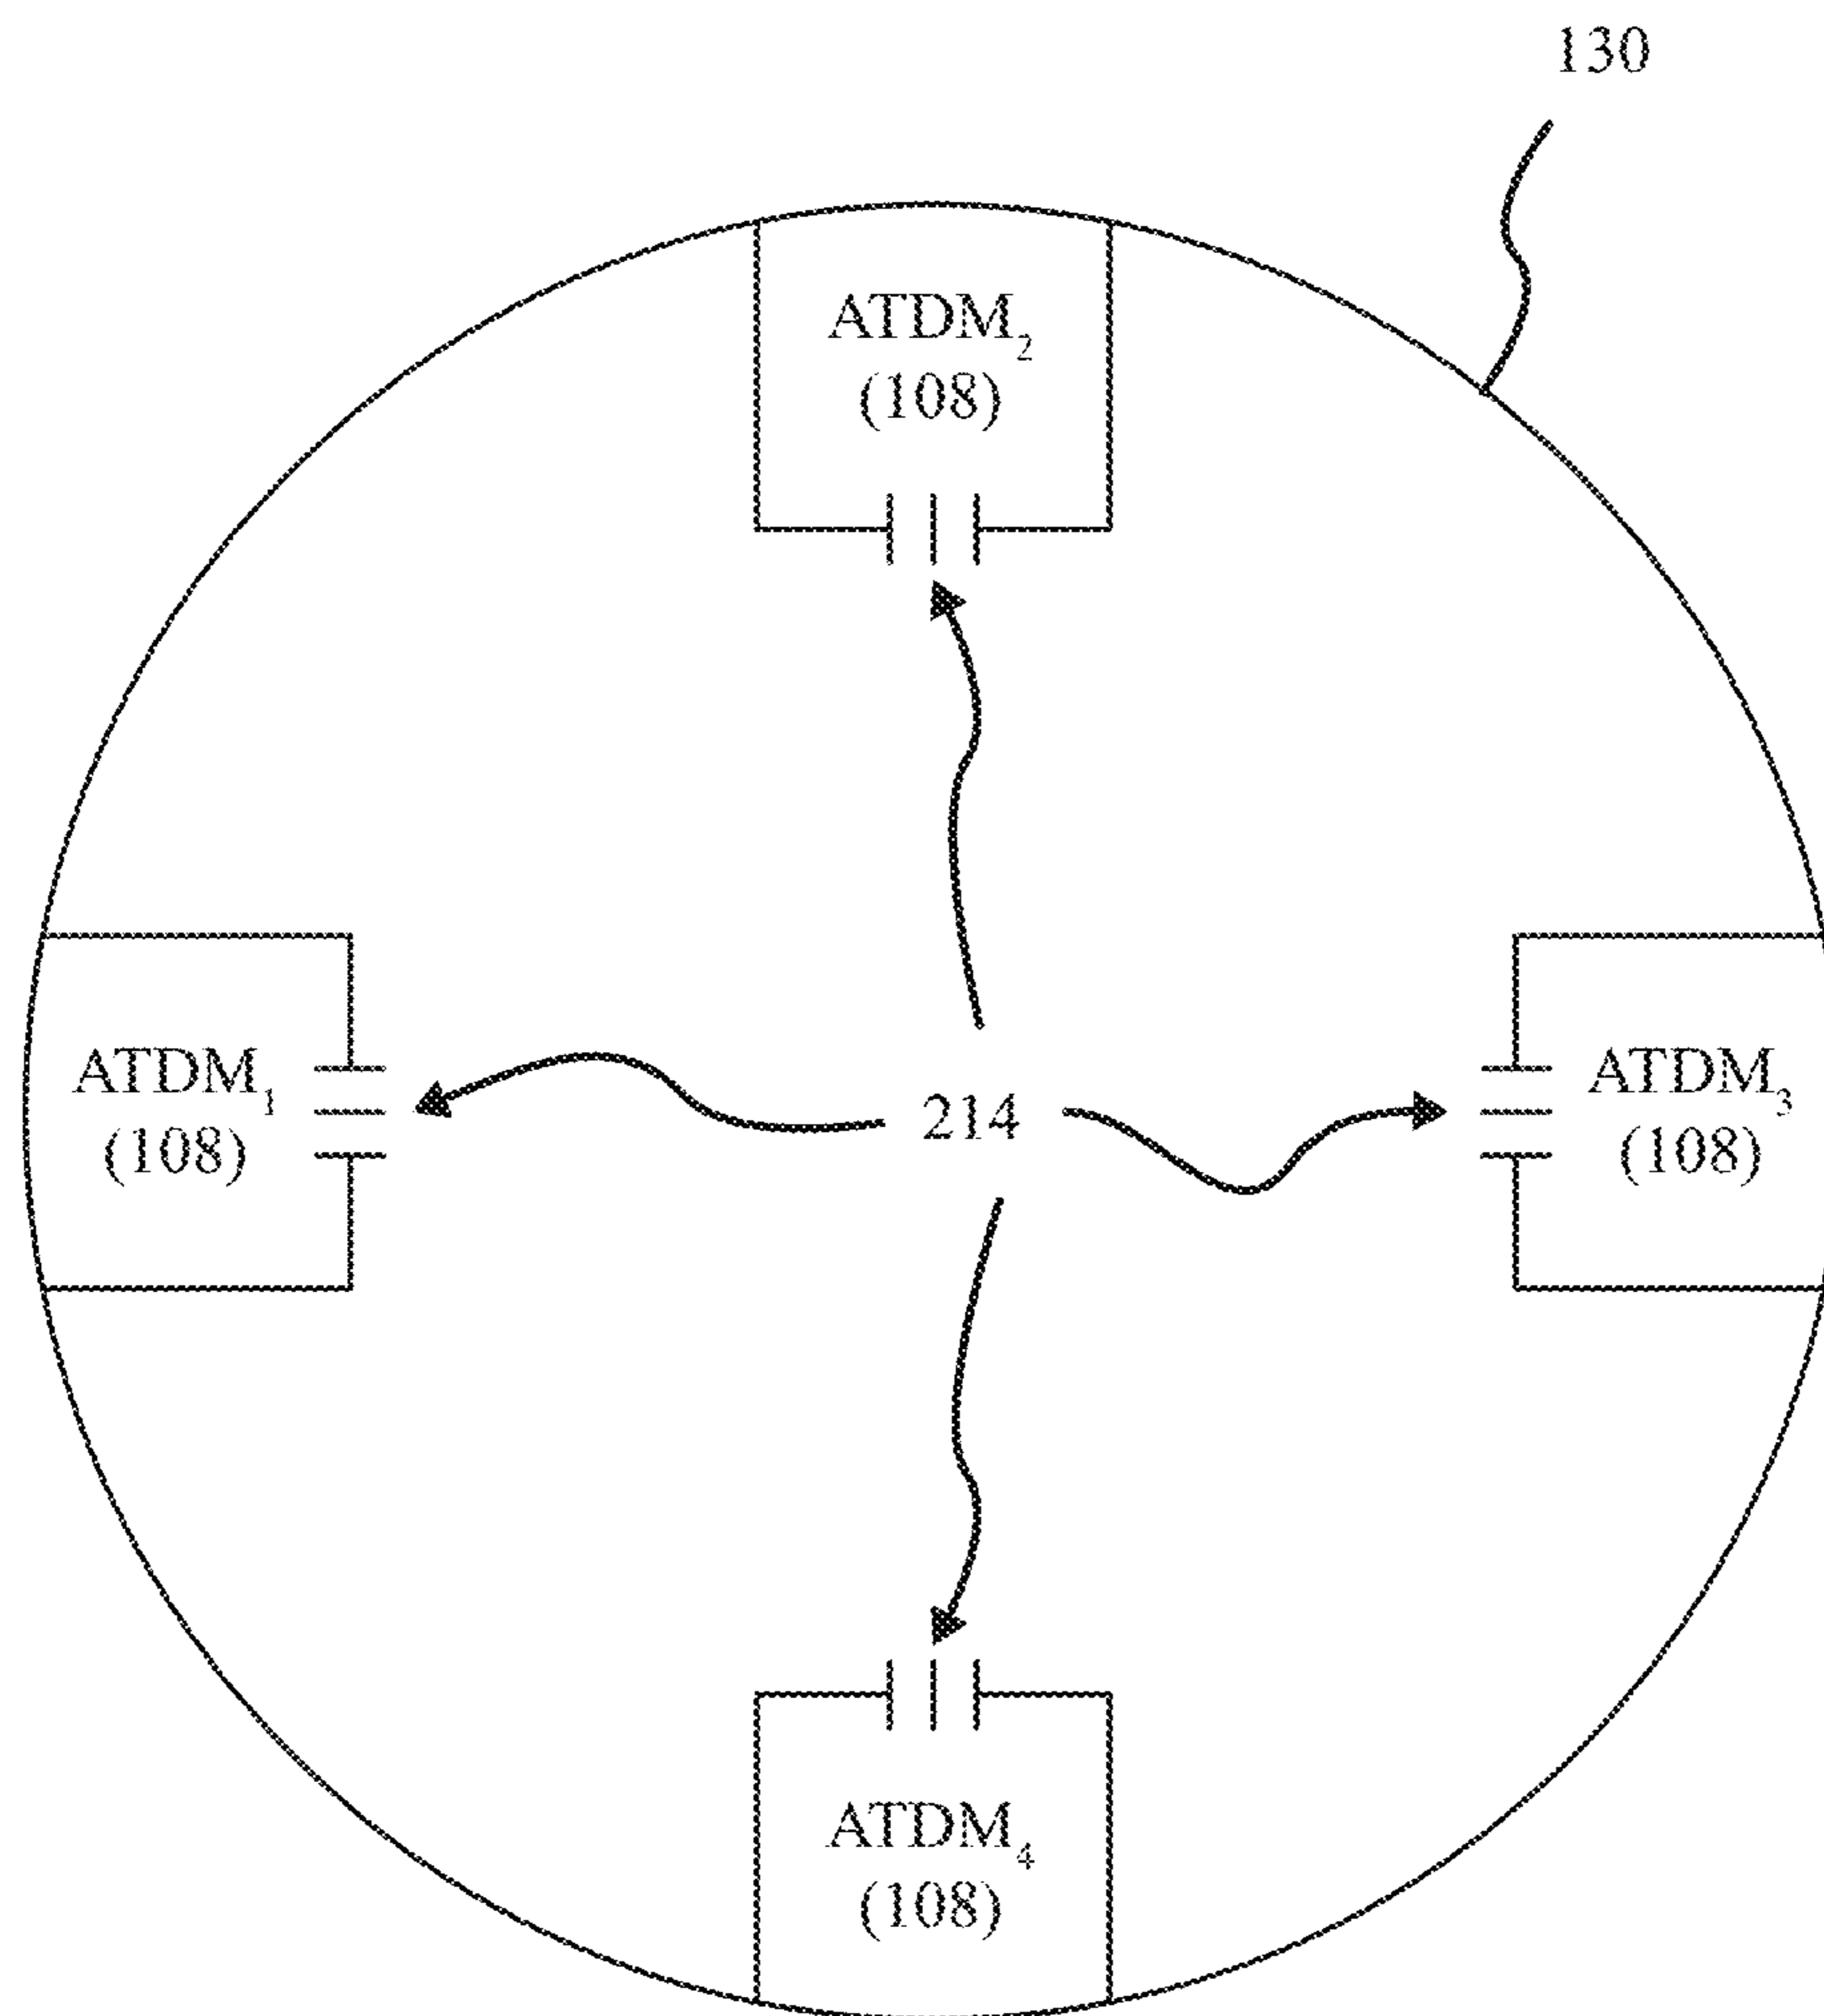 130
ATDM₂
(108)
ATDM₁
(108)
214
ATDM₃
(108)
ATDM₄
(108)